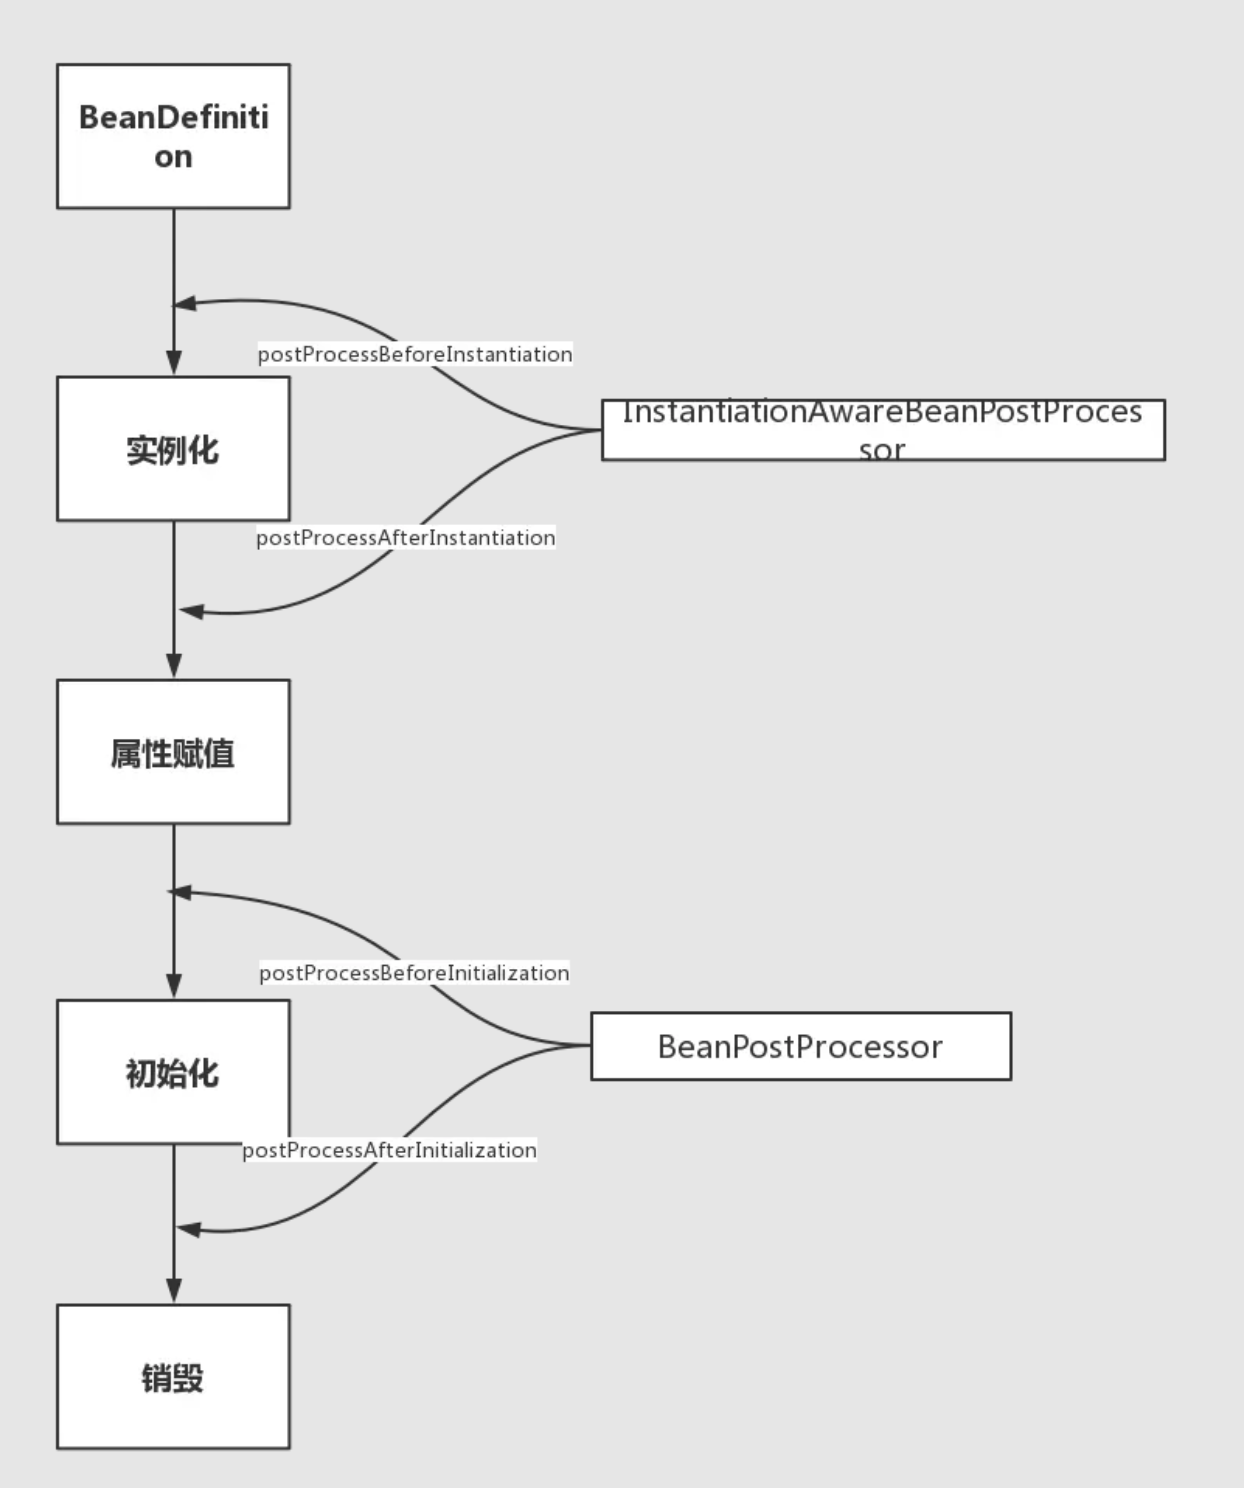 BeanDefiniti
on
postProcessBeforeInstantiation
实例化
InstantiationAwareBeanPostProces
sor
postProcessAfterInstantiation
属性赋值
postProcessBeforeInitialization
初始化
BeanPostProcessor
postProcessAfterInitialization
销毁